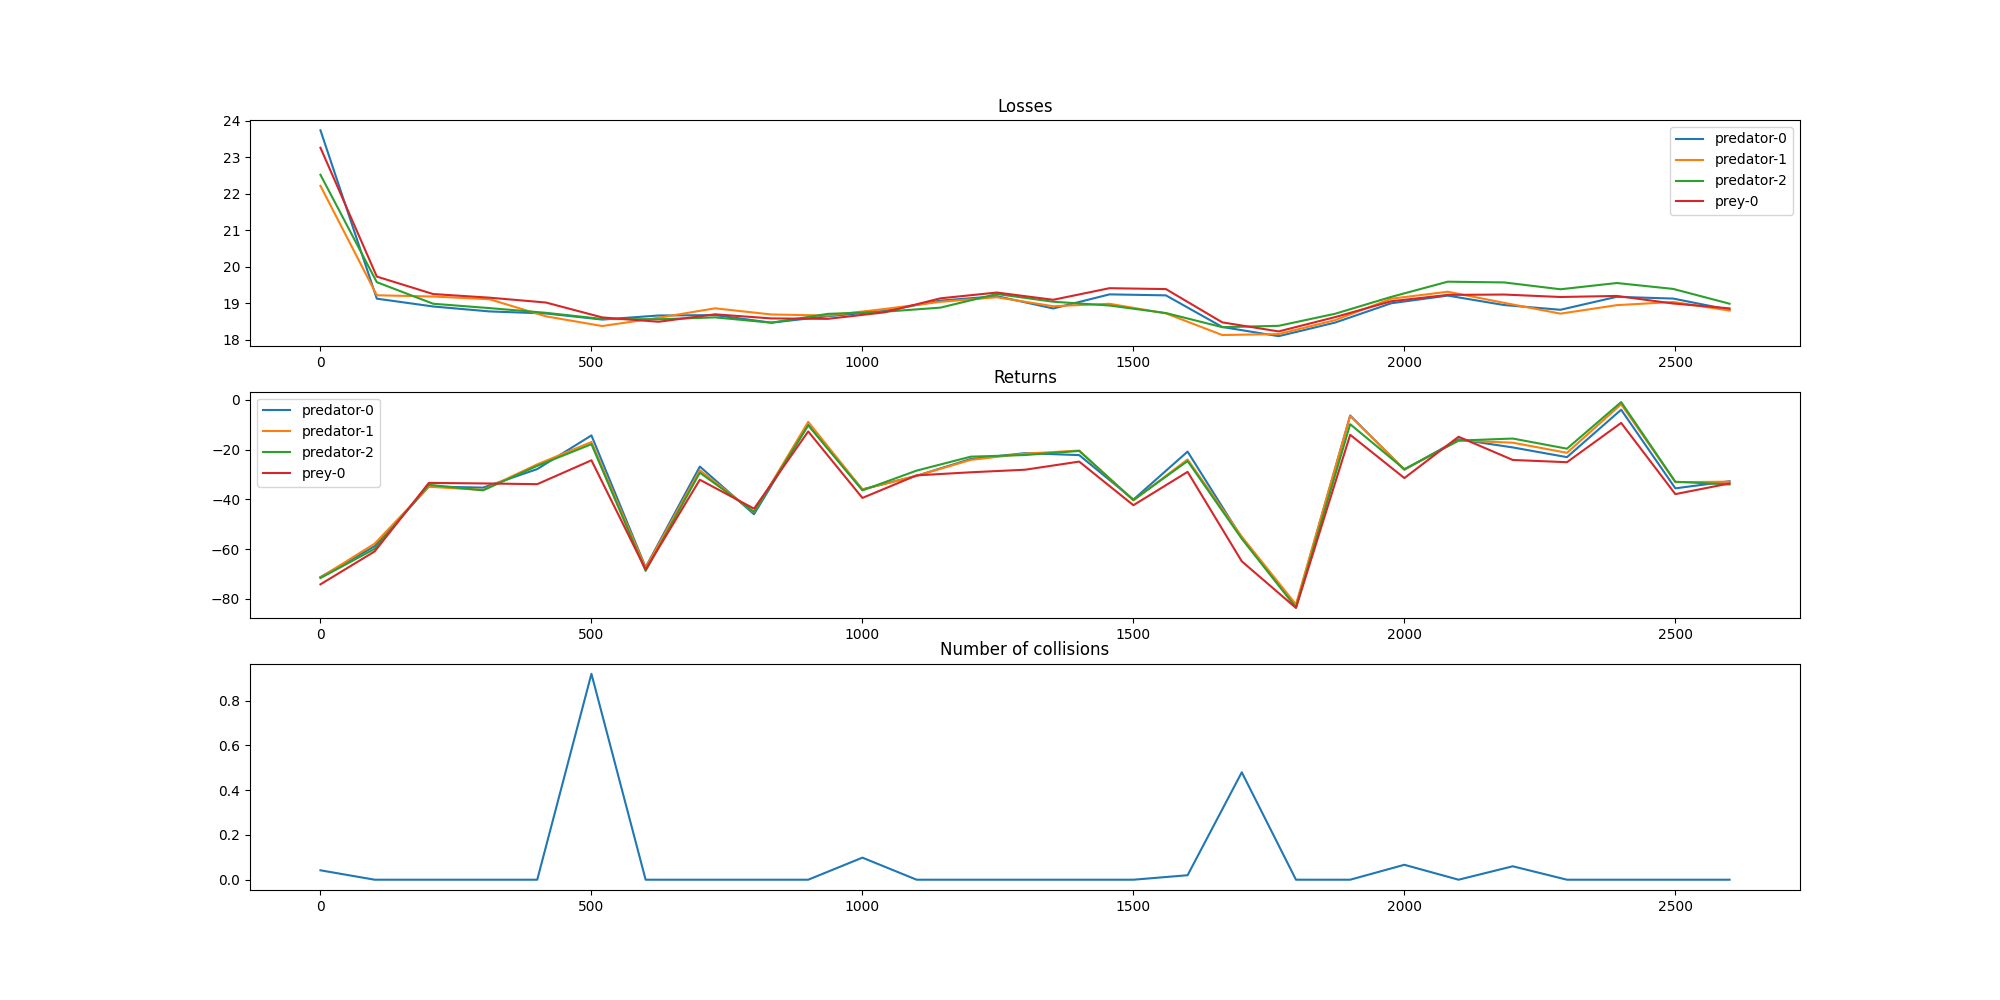 Losses
24
23
22
21
20
19
18
predator-0
predator-1
predator-2
prey-0
0 500 1000 1500 2000 2500
Returns
0
−20
−40
−60
−80
predator-0
predator-1
predator-2
prey-0
0 500 1000 1500 2000 2500
Number of collisions
0.8
0.6
0.4
0.2
0.0
0 500 1000 1500 2000 2500